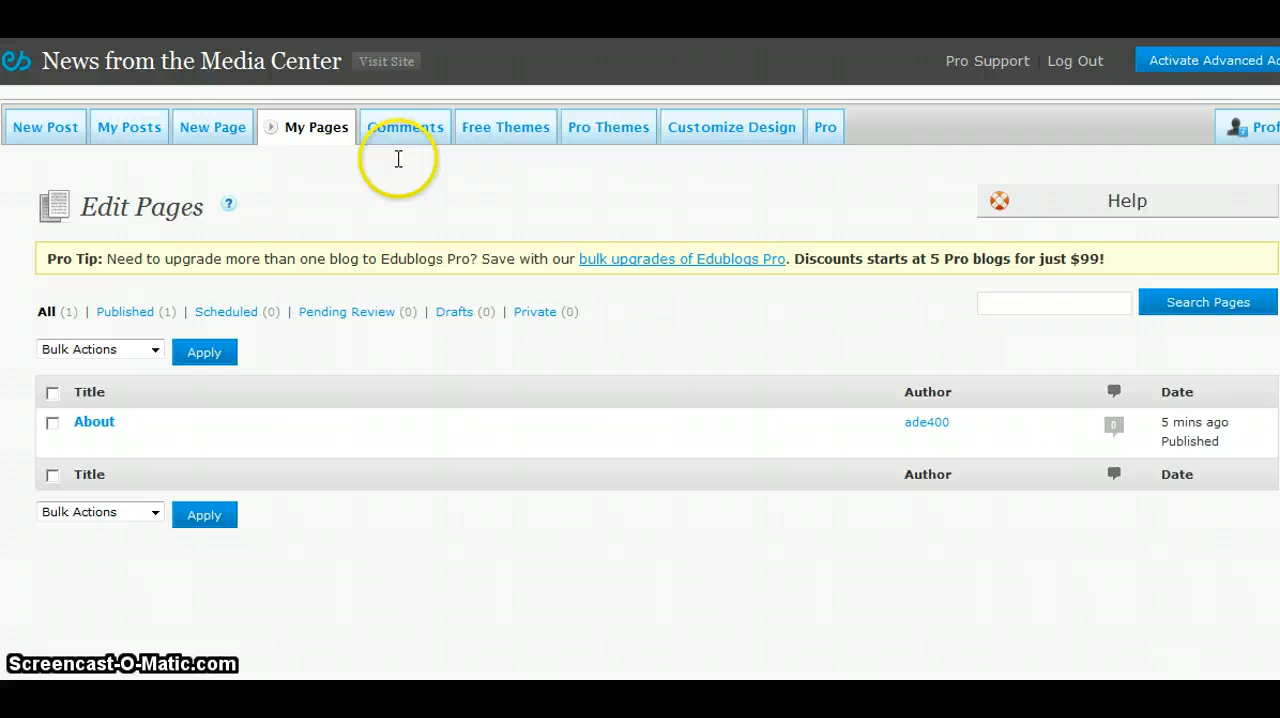 News from the Media Center Visit Site Pro Support Log Out Activate Advanced Ac
New Post My Posts New Page My Pages Comments Free Themes Pro Themes Customize Design Pro Prof
Edit Pages ? Help
Pro Tip: Need to upgrade more than one blog to Edublogs Pro? Save with our bulk upgrades of Edublogs Pro. Discounts starts at 5 Pro blogs for just $99!
All (1) | Published (1) | Scheduled (0) | Pending Review (0) | Drafts (0) | Private (0) Search Pages
Bulk Actions Apply
Title Author Date
About ade400 0 5 mins ago
Published
Title Author Date
Bulk Actions Apply
Screencast-O-Matic.com